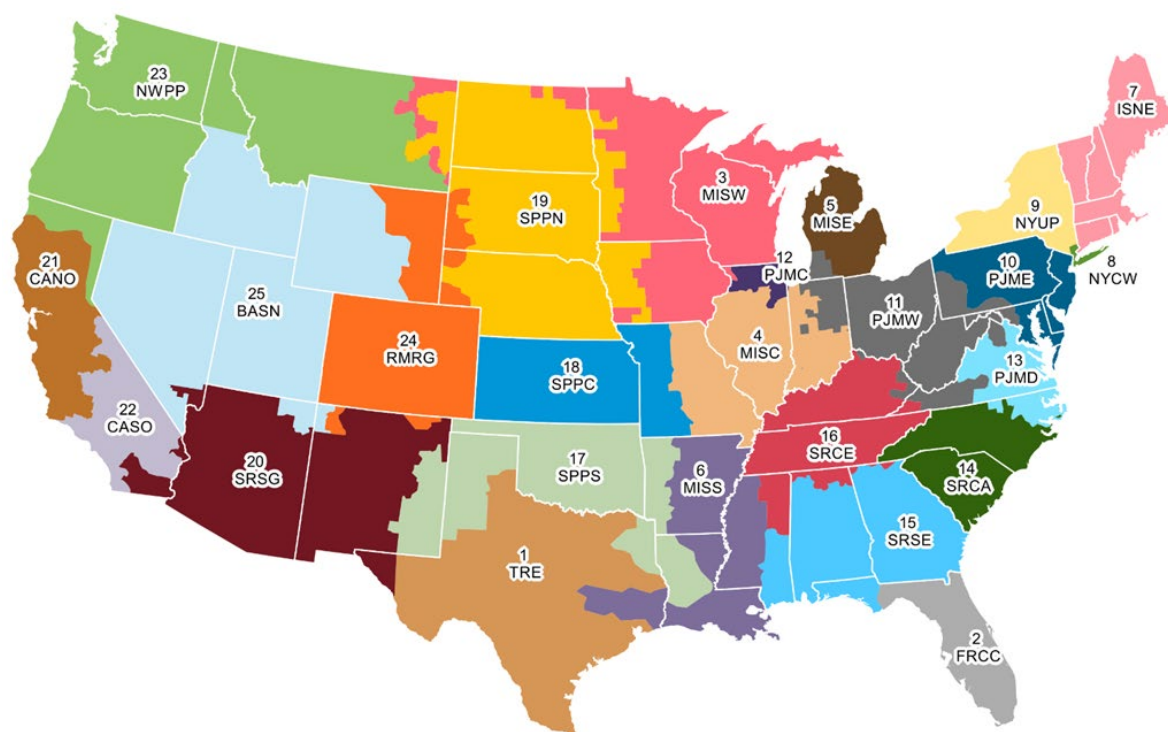 23
NWPP
7
ISNE
3
MISW
19
SPPN
5
MISE
9
NYUP
12
PJMC
10
PJME
8
NYCW
21
CANO
25
BASN
11
PJMW
24
RMRG
4
MISC
18
SPPC
13
PJMD
22
CASO
16
SRCE
17
SPPS
20
SRSG
6
MISS
14
SRCA
15
SRSE
1
TRE
2
FRCC